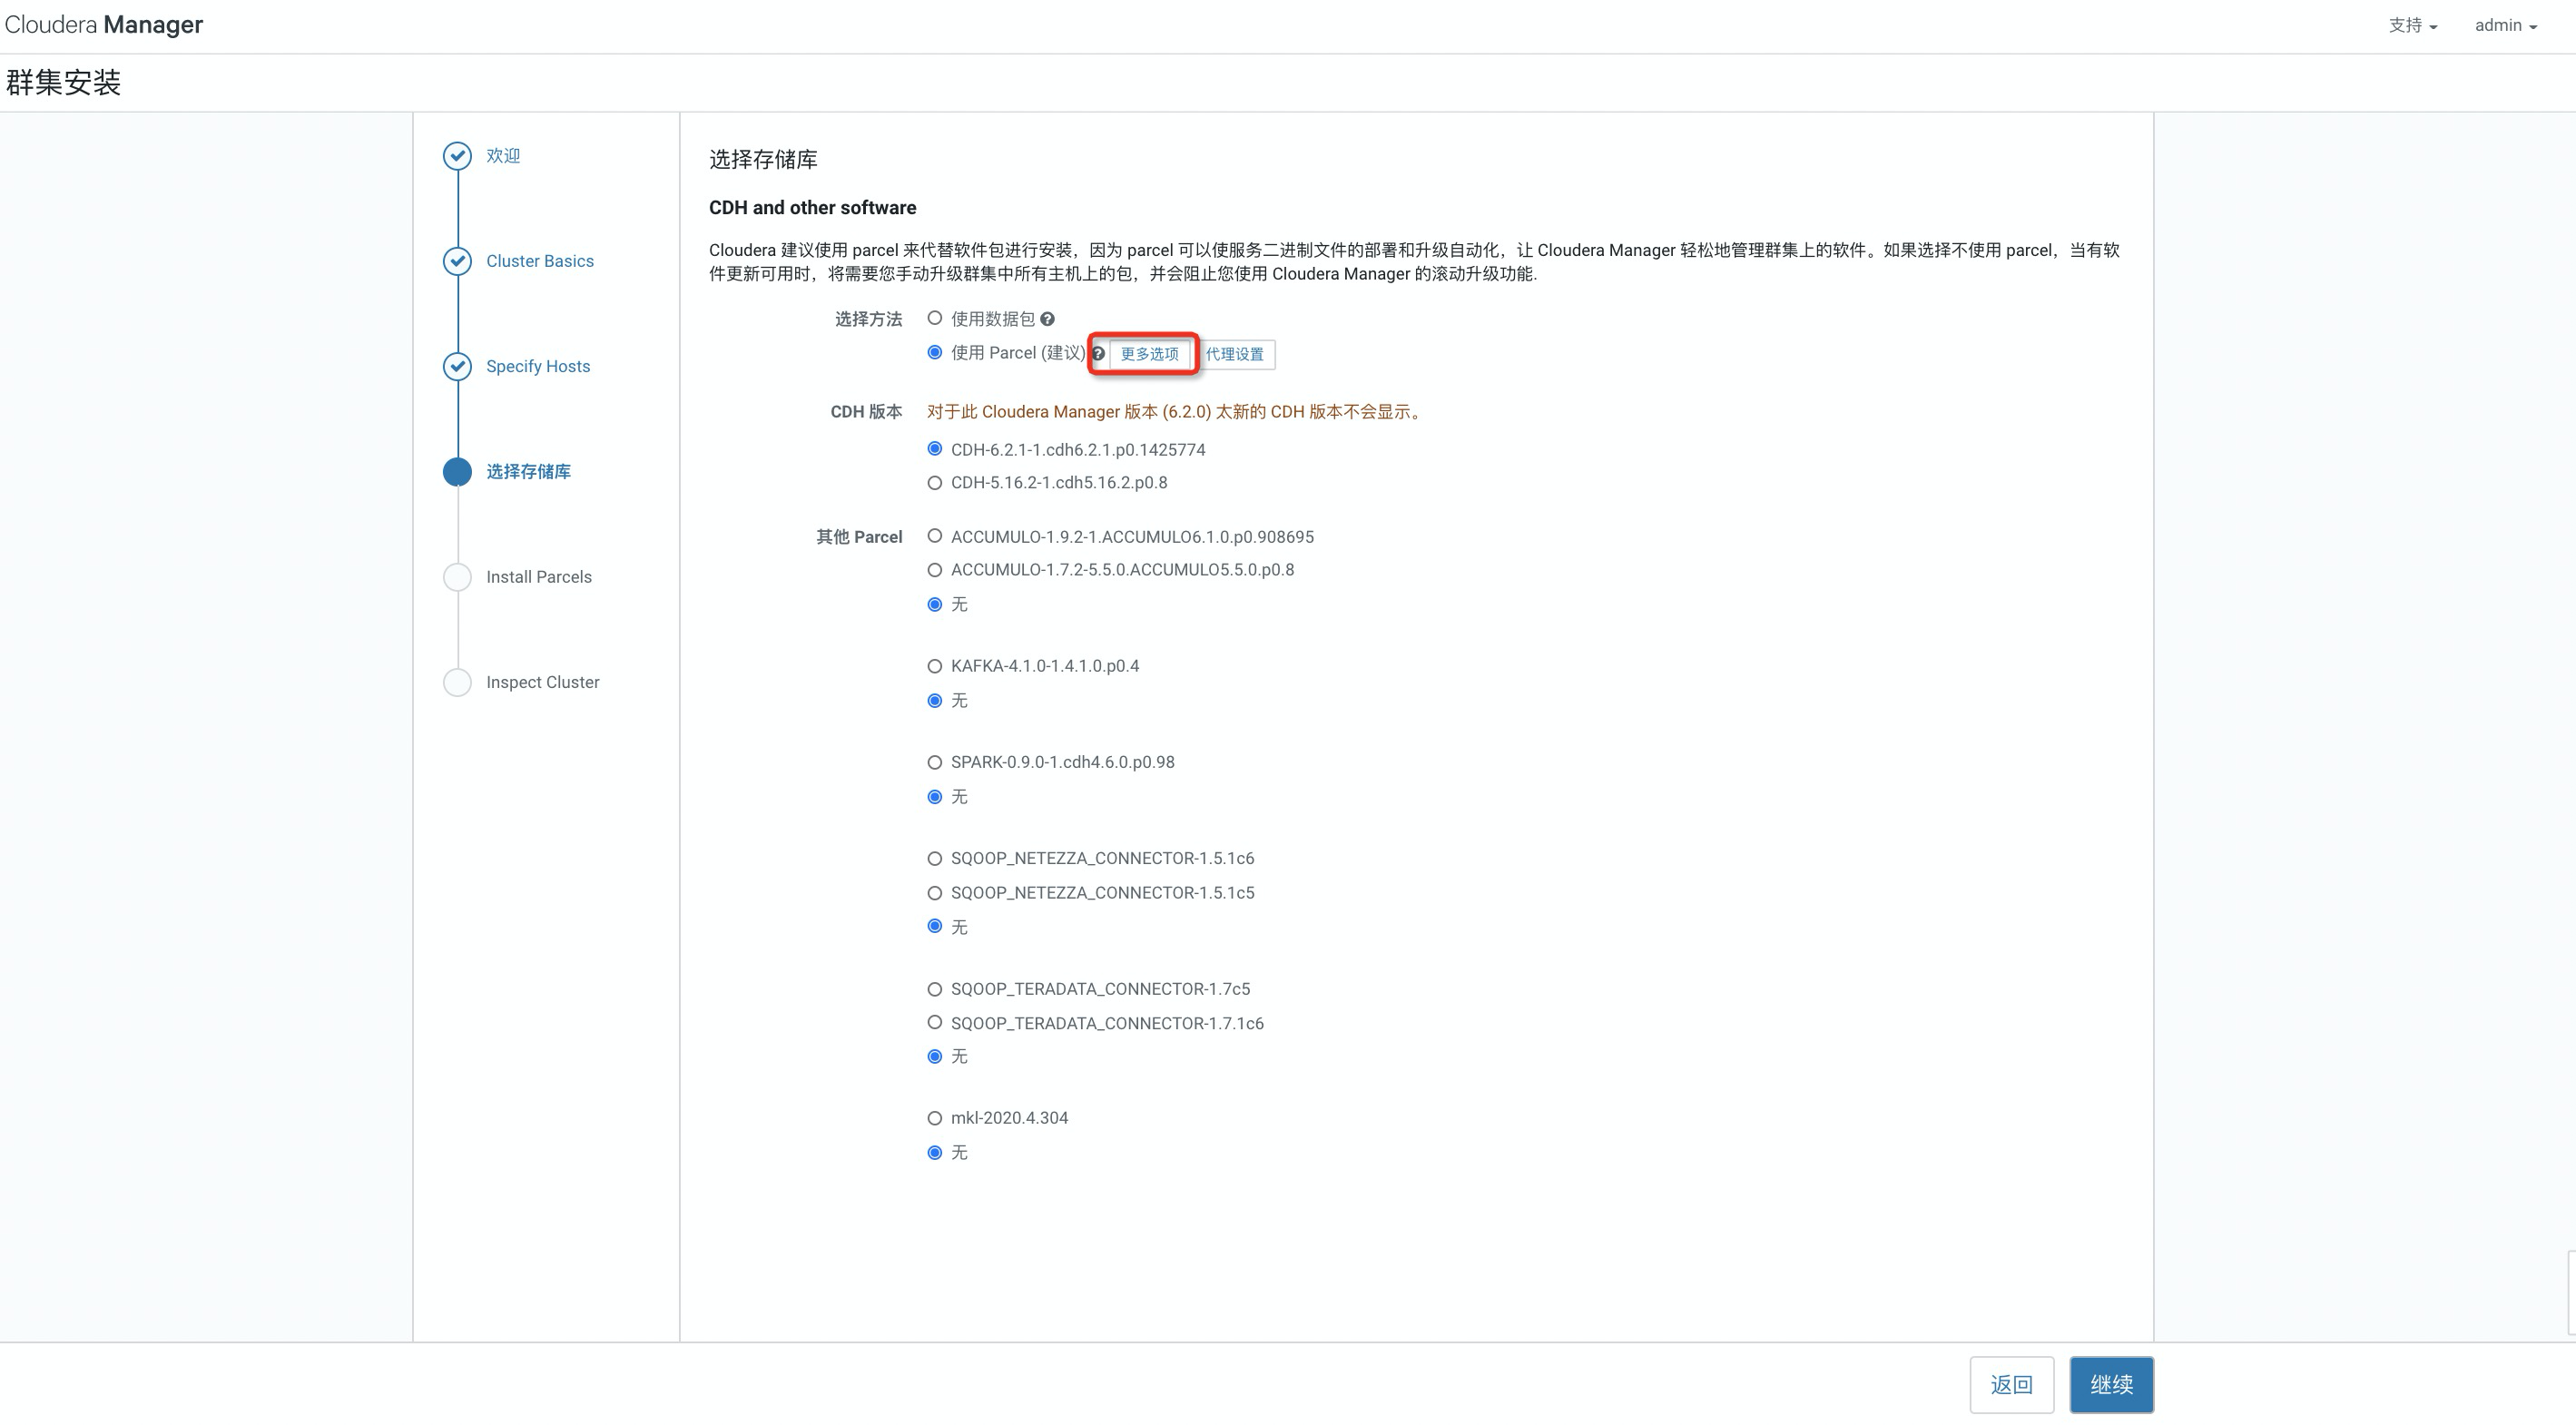 Cloudera Manager
支持
admin
群集安装
欢迎
Cluster Basics
Specify Hosts
选择存储库
Install Parcels
Inspect Cluster
选择存储库
CDH and other software
Cloudera 建议使用 parcel 来代替软件包进行安装，因为 parcel 可以使服务二进制文件的部署和升级自动化，让 Cloudera Manager 轻松地管理群集上的软件。如果选择不使用 parcel，当有软
件更新可用时，将需要您手动升级群集中所有主机上的包，并会阻止您使用 Cloudera Manager 的滚动升级功能.
选择方法
使用数据包 ?
使用 Parcel (建议) ? 更多选项 代理设置
CDH 版本
对于此 Cloudera Manager 版本 (6.2.0) 太新的 CDH 版本不会显示。
CDH-6.2.1-1.cdh6.2.1.p0.1425774
CDH-5.16.2-1.cdh5.16.2.p0.8
其他 Parcel
ACCUMULO-1.9.2-1.ACCUMULO6.1.0.p0.908695
ACCUMULO-1.7.2-5.5.0.ACCUMULO5.5.0.p0.8
无
KAFKA-4.1.0-1.4.1.0.p0.4
无
SPARK-0.9.0-1.cdh4.6.0.p0.98
无
SQOOP_NETEZZA_CONNECTOR-1.5.1c6
SQOOP_NETEZZA_CONNECTOR-1.5.1c5
无
SQOOP_TERADATA_CONNECTOR-1.7c5
SQOOP_TERADATA_CONNECTOR-1.7.1c6
无
mkl-2020.4.304
无
返回
继续